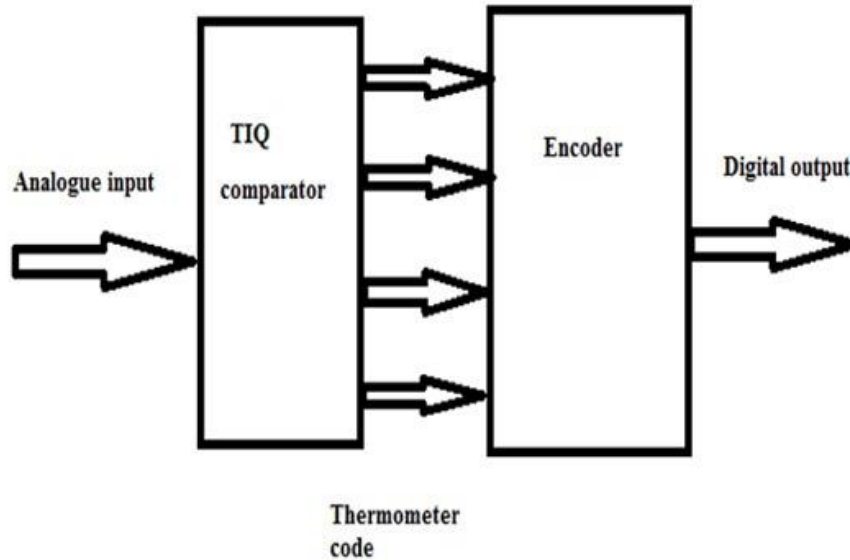 Analogue input
TIQ
comparator
Encoder
Digital output
Thermometer
code